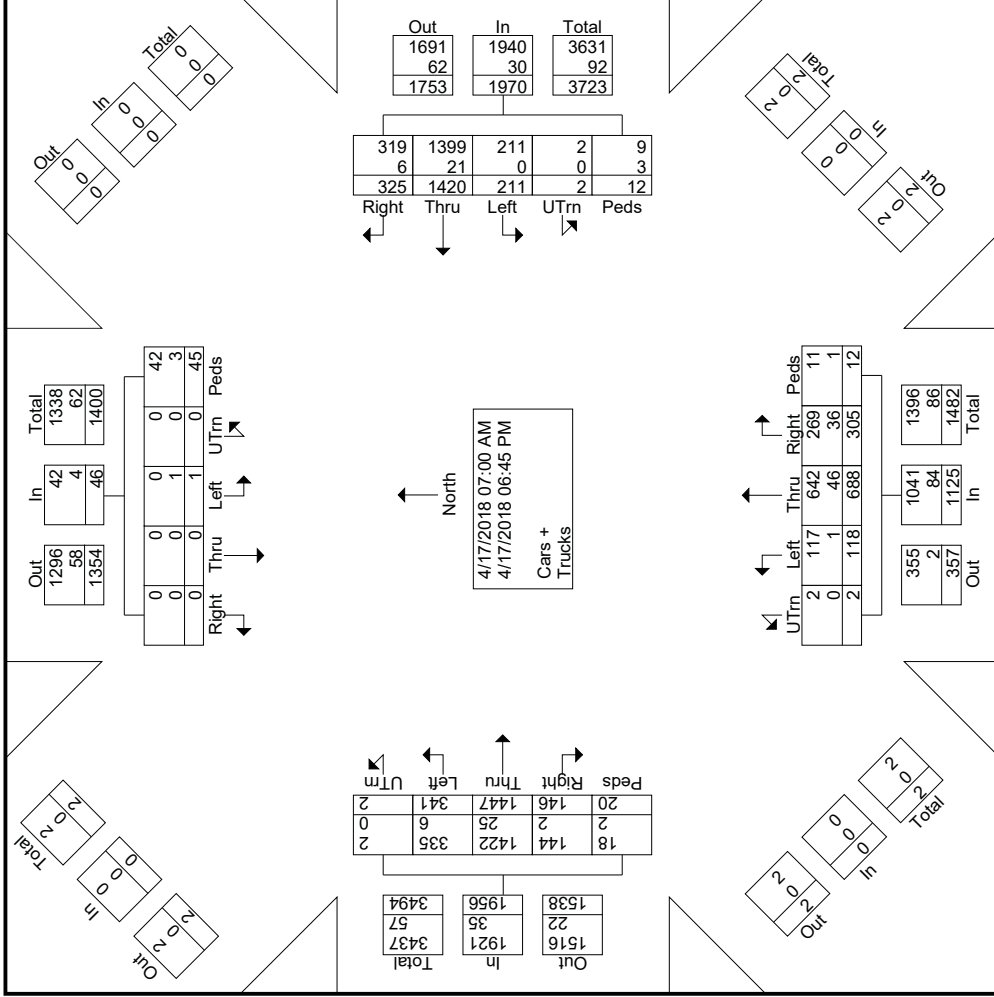 Out In Total
0 0 0
0 0 0
0 0 0
Out In Total
1691 1940 3631
62 30 92
1753 1970 3723
319 1399 211 2 9
6 21 0 0 3
325 1420 211 2 12
Right Thru Left UTrn Peds
Total In Out
2 0 2
0 0 0
2 0 2
Out In Total
1296 42 1338
58 4 62
1354 46 1400
0 0 0 0 42
0 0 1 0 3
0 0 1 0 45
Right Thru Left UTrn Peds
North
4/17/2018 07:00 AM
4/17/2018 06:45 PM
Cars +
Trucks
UTrn Left Thru Right Peds
2 117 642 269 11
0 1 46 36 1
2 118 688 305 12
355 1041 1396
2 84 86
357 1125 1482
Out In Total
Out In Total
1516 1921 3437
22 35 57
1538 1956 3494
18 144 1422 335 2
2 2 25 6 0
20 146 1447 341 2
Peds Right Thru Left UTrn
Total In Out
2 0 2
0 0 0
2 0 2
2 0 2
0 0 0
2 0 2
Out In Total